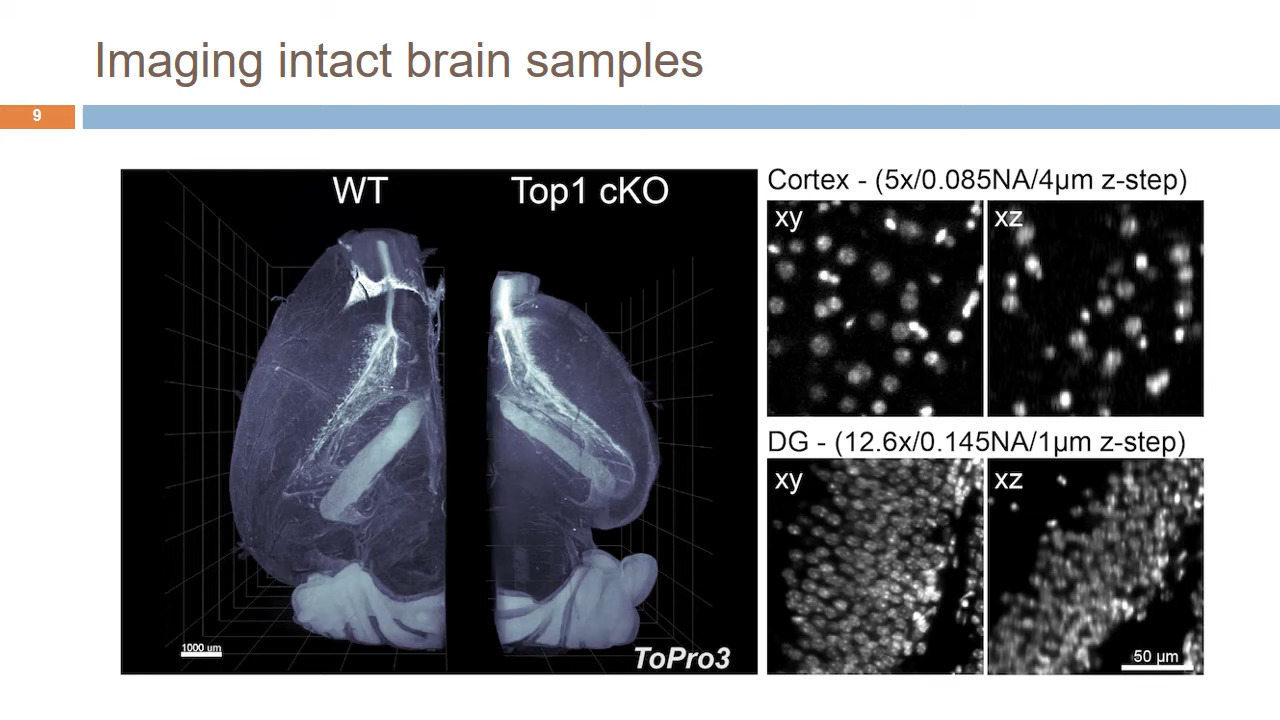 Imaging intact brain samples
9
WT
Top1 cKO
1000 um
ToPro3
Cortex - (5x/0.085NA/4µm z-step)
xy
xz
DG - (12.6x/0.145NA/1µm z-step)
xy
xz
50 µm